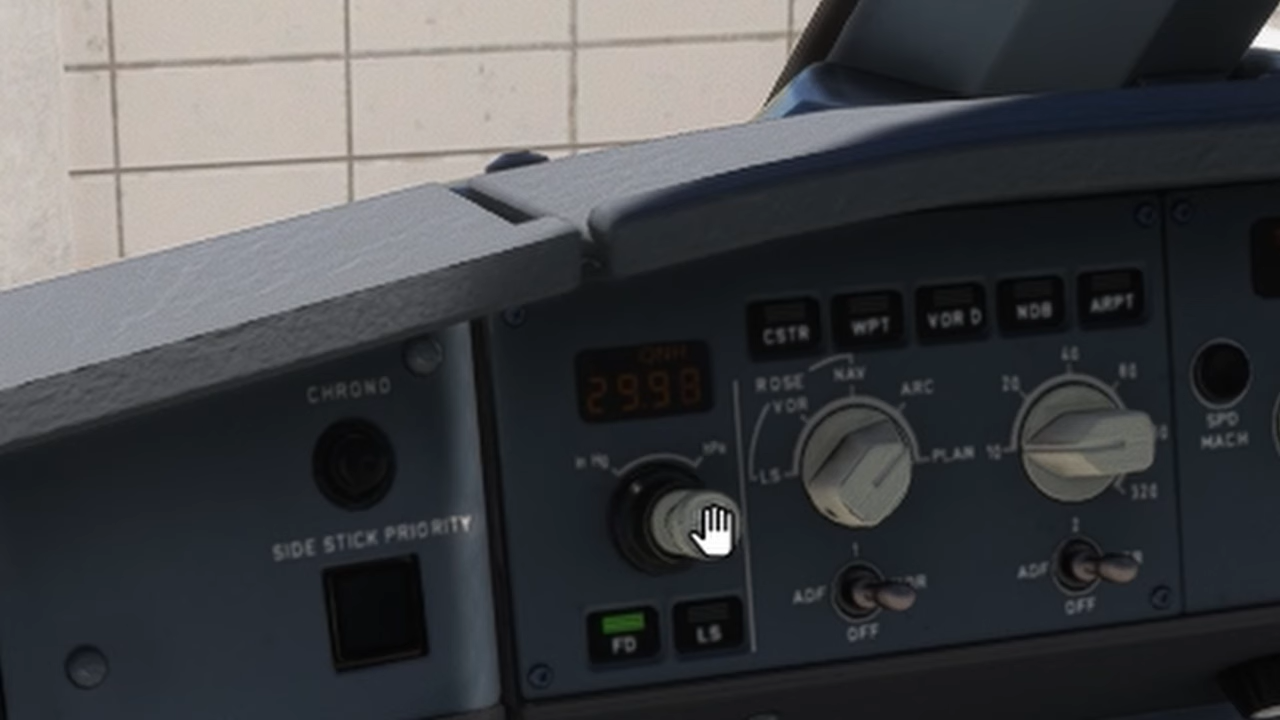 CSTR WPT VOR D NDB ARPT
QNH
29.98
CHRONO
ROSE NAV
VOR ARC
LS PLAN
10 20 40 80 320
SPD
MACH
in Hg hPa
SIDE STICK PRIORITY
1
ADF
OFF
2
ADF
OFF
FD LS